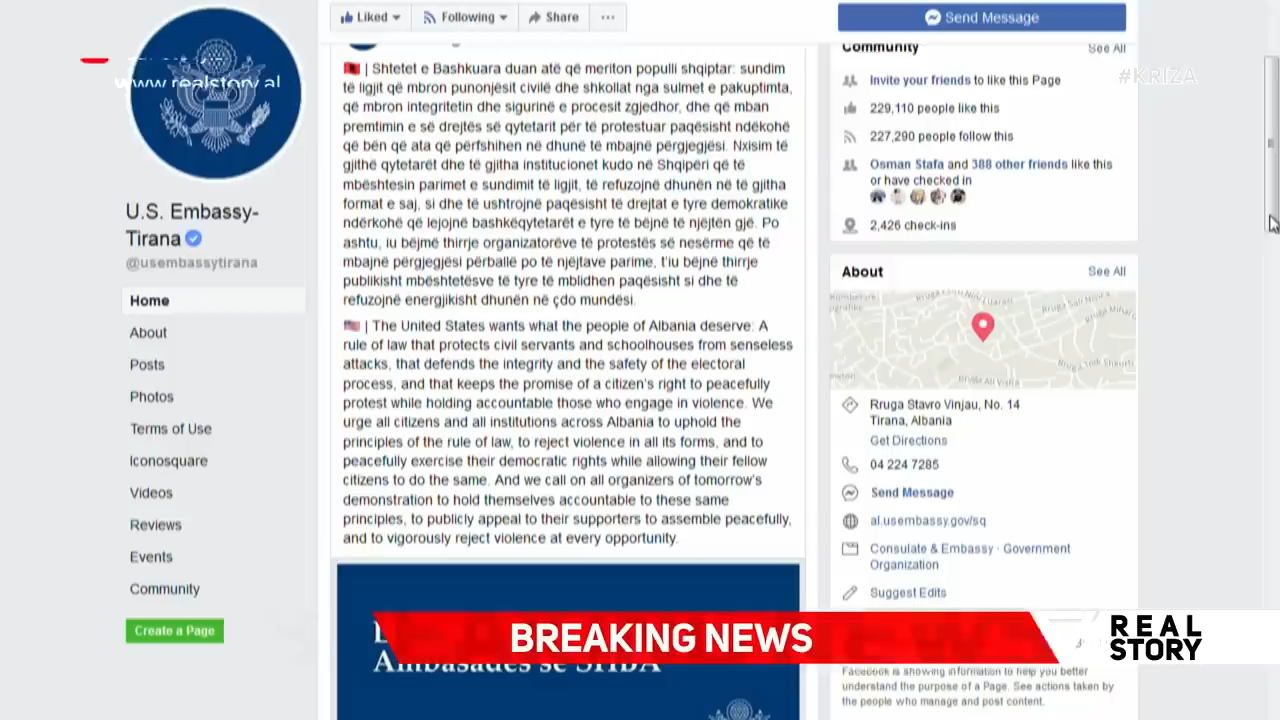 Liked
Following
Share
Send Message
www.realstory.al
U.S. Embassy-
Tirana
@usembassytirana
Home
About
Posts
Photos
Terms of Use
Iconosquare
Videos
Reviews
Events
Community
Create a Page
| Shtetet e Bashkuara duan atë që meriton populli shqiptar: sundim
të ligjit që mbron punonjësit civilë dhe shkollat nga sulmet e pakuptimta,
që mbron integritetin dhe sigurinë e procesit zgjedhor, dhe që mban
premtimin e së drejtës së qytetarit për të protestuar paqësisht ndëkohë
që bën që ata që përfshihen në dhunë të mbajnë përgjegjësi. Nxisim të
gjithë qytetarët dhe të gjitha institucionet kudo në Shqipëri që të
mbështesin parimet e sundimit të ligjit, të refuzojnë dhunën në të gjitha
format e saj, si dhe të ushtrojnë paqësisht të drejtat e tyre demokratike
ndërkohë që lejojnë bashkëqytetarët e tyre të bëjnë të njëjtën gjë. Po
ashtu, iu bëjmë thirrje organizatorëve të protestës së nesërme që të
mbajnë përgjegjësi përballë po të njëjtave parime, t'iu bëjnë thirrje
publikisht mbështetësve të tyre të mblidhen paqësisht si dhe të
refuzojnë energjikisht dhunën në çdo mundësi.
| The United States wants what the people of Albania deserve: A
rule of law that protects civil servants and schoolhouses from senseless
attacks, that defends the integrity and the safety of the electoral
process, and that keeps the promise of a citizen's right to peacefully
protest while holding accountable those who engage in violence. We
urge all citizens and all institutions across Albania to uphold the
principles of the rule of law, to reject violence in all its forms, and to
peacefully exercise their democratic rights while allowing their fellow
citizens to do the same. And we call on all organizers of tomorrow's
demonstration to hold themselves accountable to these same
principles, to publicly appeal to their supporters to assemble peacefully,
and to vigorously reject violence at every opportunity.
Ambasadës së SHBA
Community
See All
#KRIZA
Invite your friends to like this Page
229,110 people like this
227,290 people follow this
Osman Stafa and 388 other friends like this
or have checked in
2,426 check-ins
About
See All
Rruga Stavro Vinjau, No. 14
Tirana, Albania
Get Directions
04 224 7285
Send Message
al.usembassy.gov/sq
Consulate & Embassy · Government
Organization
Suggest Edits
BREAKING NEWS
REAL
STORY
Facebook is showing information to help you better
understand the purpose of a Page. See actions taken by
the people who manage and post content.